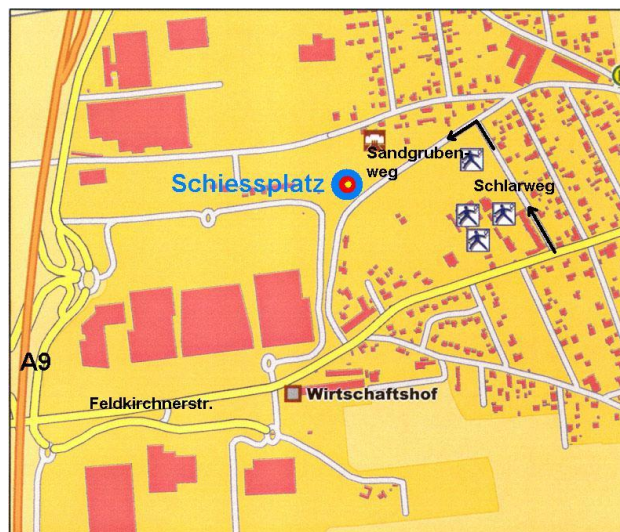 Sandgruben
weg
Schiessplatz
Schlarweg
A9
Wirtschaftshof
Feldkirchnerstr.